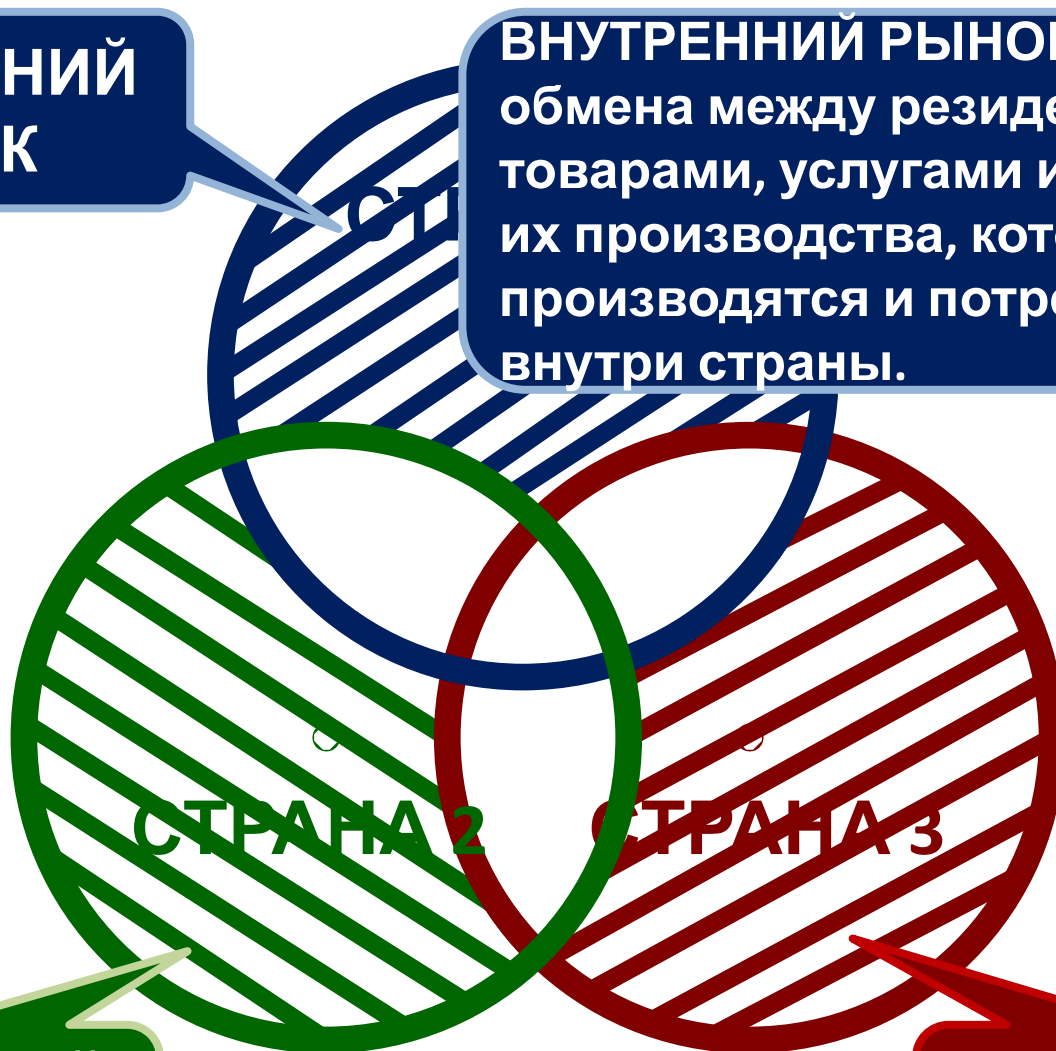 НИЙ
К
ВНУТРЕННИЙ РЫНО
обмена между резиде
товарами, услугами и
их производства, кот
производятся и потр
внутри страны.
СТ
СТРАНА 2
СТРАНА 3